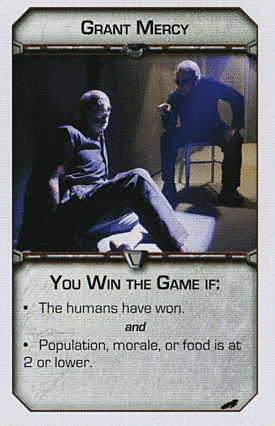 GRANT MERCY
YOU WIN THE GAME IF:
• The humans have won.
and
• Population, morale, or food is at
2 or lower.